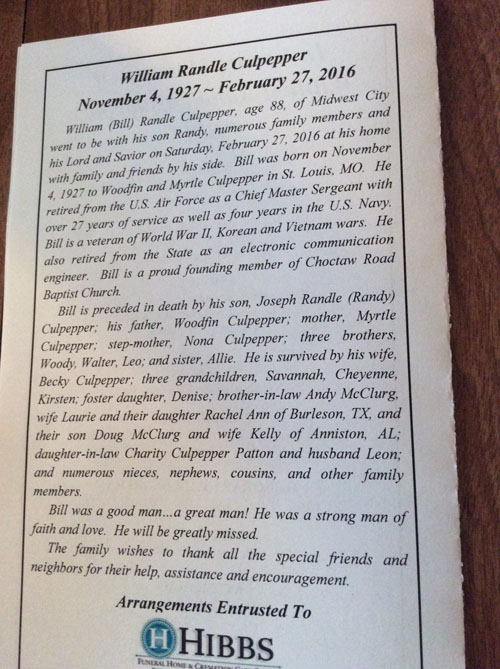 William Randle Culpepper
November 4, 1927 ~ February 27, 2016
William (Bill) Randle Culpepper, age 88, of Midwest City
went to be with his son Randy, numerous family members and
his Lord and Savior on Saturday, February 27, 2016 at his home
with family and friends by his side. Bill was born on November
4, 1927 to Woodfin and Myrtle Culpepper in St. Louis, MO. He
retired from the U.S. Air Force as a Chief Master Sergeant with
over 27 years of service as well as four years in the U.S. Navy.
Bill is a veteran of World War II, Korean and Vietnam wars. He
also retired from the State as an electronic communication
engineer. Bill is a proud founding member of Choctaw Road
Baptist Church.
Bill is preceded in death by his son, Joseph Randle (Randy)
Culpepper; his father, Woodfin Culpepper; mother, Myrtle
Culpepper; step-mother, Nona Culpepper; three brothers,
Woody, Walter, Leo; and sister, Allie. He is survived by his wife,
Becky Culpepper; three grandchildren, Savannah, Cheyenne,
Kirsten; foster daughter, Denise; brother-in-law Andy McClurg,
wife Laurie and their daughter Rachel Ann of Burleson, TX, and
their son Doug McClurg and wife Kelly of Anniston, AL;
daughter-in-law Charity Culpepper Patton and husband Leon;
and numerous nieces, nephews, cousins, and other family
members.
Bill was a good man...a great man! He was a strong man of
faith and love. He will be greatly missed.
The family wishes to thank all the special friends and
neighbors for their help, assistance and encouragement.
Arrangements Entrusted To
H HIBBS
Funeral Home & Cremation